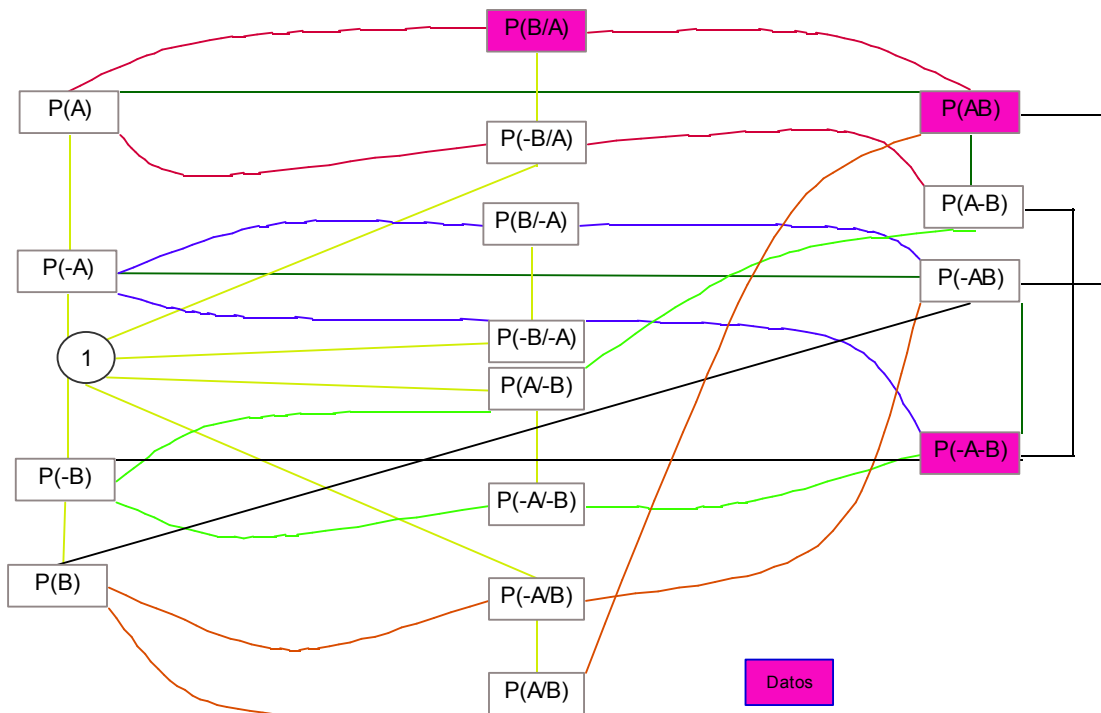 P(B/A)
P(A)
P(AB)
P(-B/A)
P(A-B)
P(B/-A)
P(-A)
P(-AB)
P(-B/-A)
1
P(A/-B)
P(-A-B)
P(-B)
P(-A/-B)
P(B)
P(-A/B)
P(A/B)
Datos